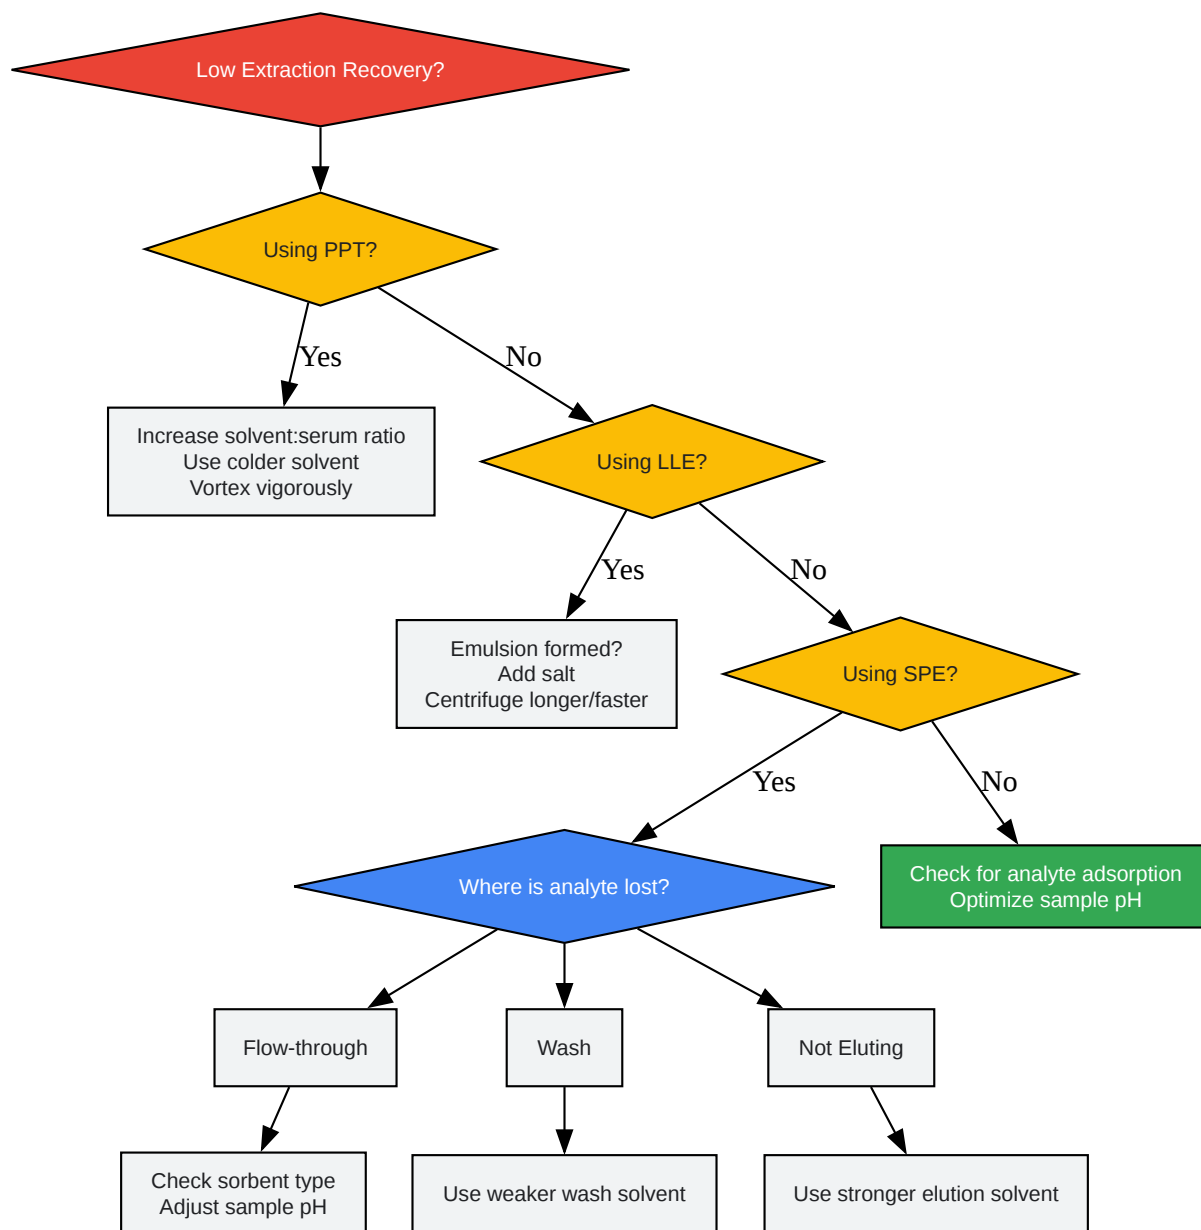 Low Extraction Recovery?
Using PPT?
Yes
No
Increase solvent:serum ratio
Use colder solvent
Vortex vigorously
Using LLE?
Yes
No
Emulsion formed?
Add salt
Centrifuge longer/faster
Using SPE?
Yes
No
Where is analyte lost?
Check for analyte adsorption
Optimize sample pH
Flow-through
Wash
Not Eluting
Check sorbent type
Adjust sample pH
Use weaker wash solvent
Use stronger elution solvent